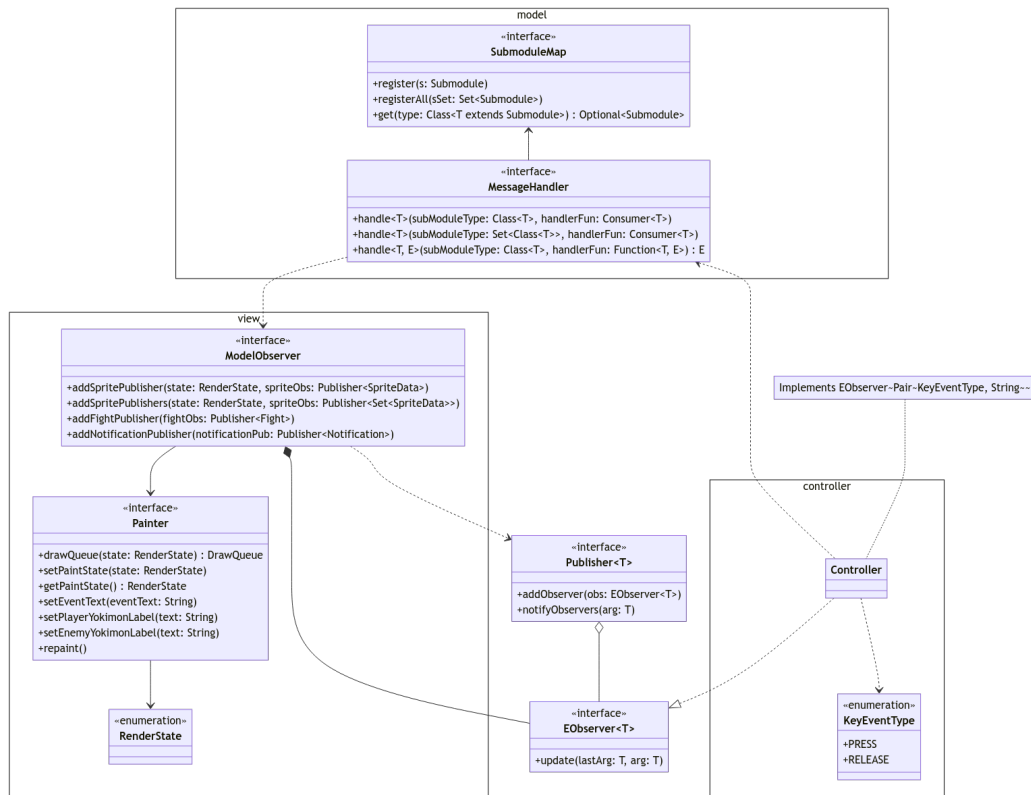 model
«interface»
SubmoduleMap
+register(s: Submodule)
+registerAll(sSet: Set<Submodule>)
+get(type: Class<T extends Submodule>) : Optional<Submodule>
«interface»
MessageHandler
+handle<T>(subModuleType: Class<T>, handlerFun: Consumer<T>)
+handle<T>(subModuleType: Set<Class<T>>, handlerFun: Consumer<T>)
+handle<T, E>(subModuleType: Class<T>, handlerFun: Function<T, E>) : E
view
«interface»
ModelObserver
+addSpritePublisher(state: RenderState, spriteObs: Publisher<SpriteData>)
+addSpritePublishers(state: RenderState, spriteObs: Publisher<Set<SpriteData>>)
+addFightPublisher(fightObs: Publisher<Fight>)
+addNotificationPublisher(notificationPub: Publisher<Notification>)
Implements EObserver~Pair~KeyEventType, String~~
«interface»
Painter
+drawQueue(state: RenderState) : DrawQueue
+setPaintState(state: RenderState)
+getPaintState() : RenderState
+setEventText(eventText: String)
+setPlayerYokimonLabel(text: String)
+setEnemyYokimonLabel(text: String)
+repaint()
«interface»
Publisher<T>
+addObserver(obs: EObserver<T>)
+notifyObservers(arg: T)
controller
Controller
«enumeration»
RenderState
«interface»
EObserver<T>
+update(lastArg: T, arg: T)
«enumeration»
KeyEventType
+PRESS
+RELEASE